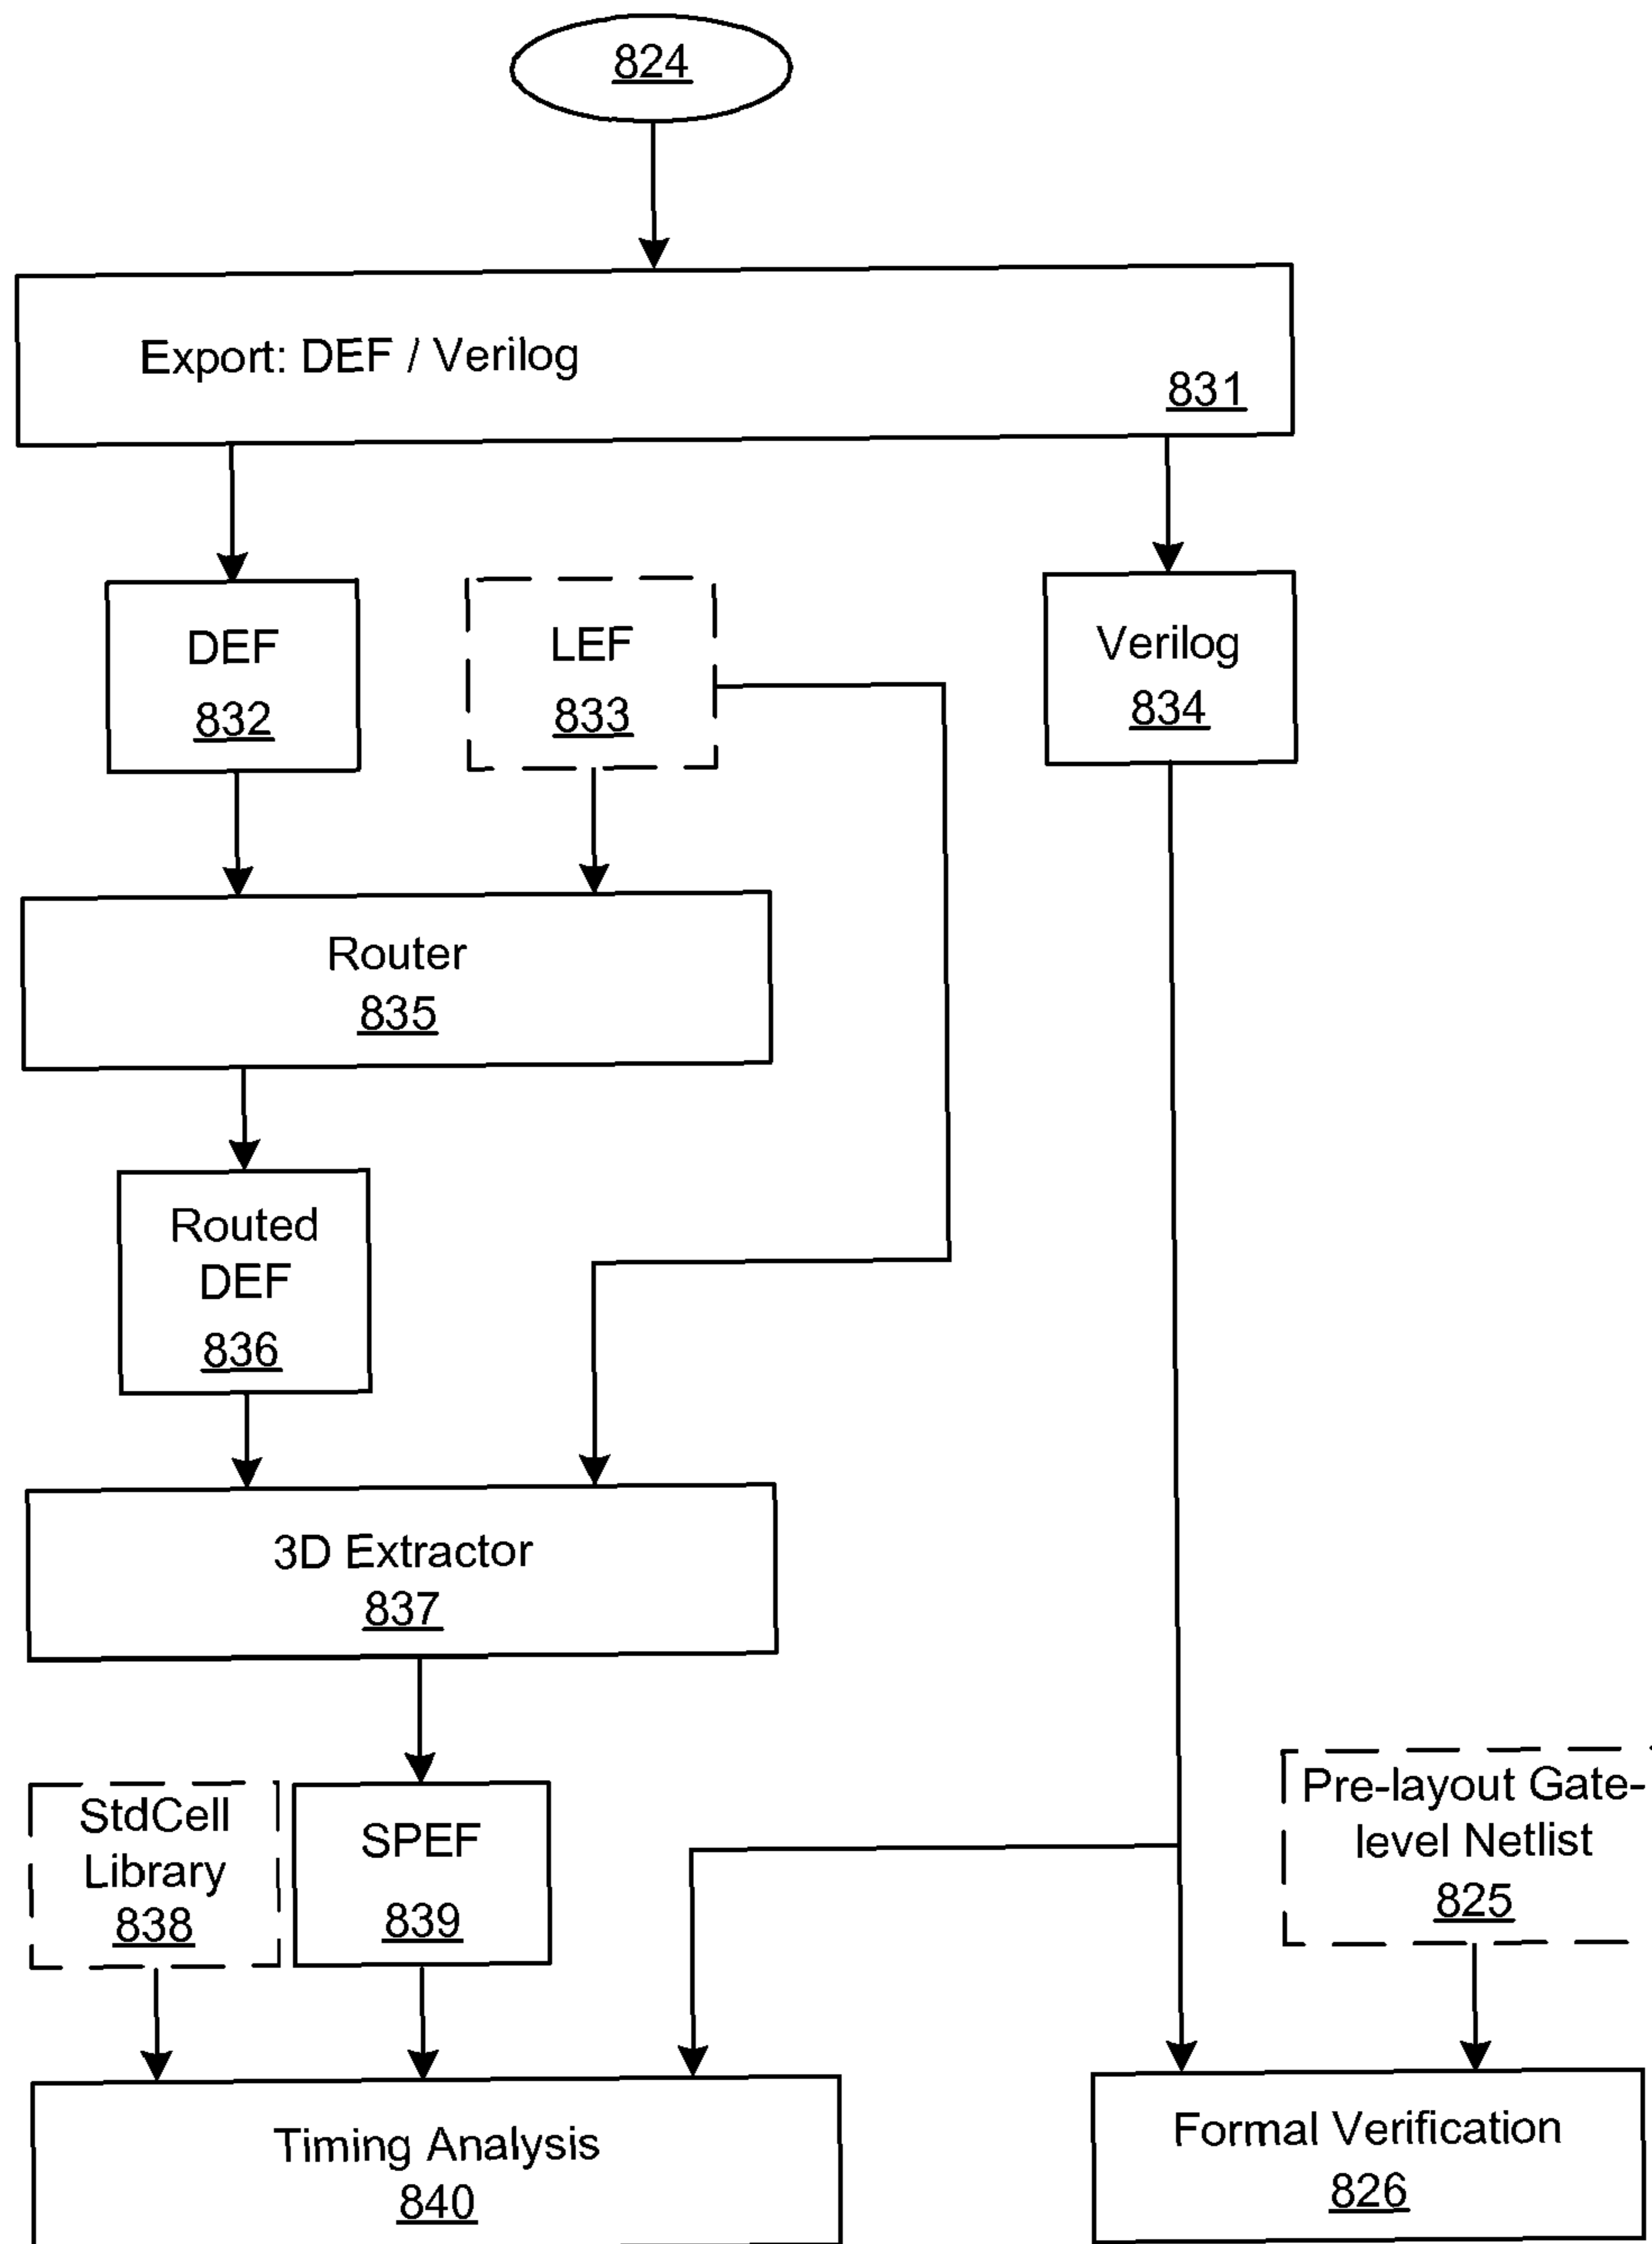 824
Export: DEF / Verilog
831
DEF
832
LEF
833
Verilog
834
Router
835
Routed
DEF
836
3D Extractor
837
StdCell
Library
838
SPEF
839
Pre-layout Gate-
level Netlist
825
Timing Analysis
840
Formal Verification
826